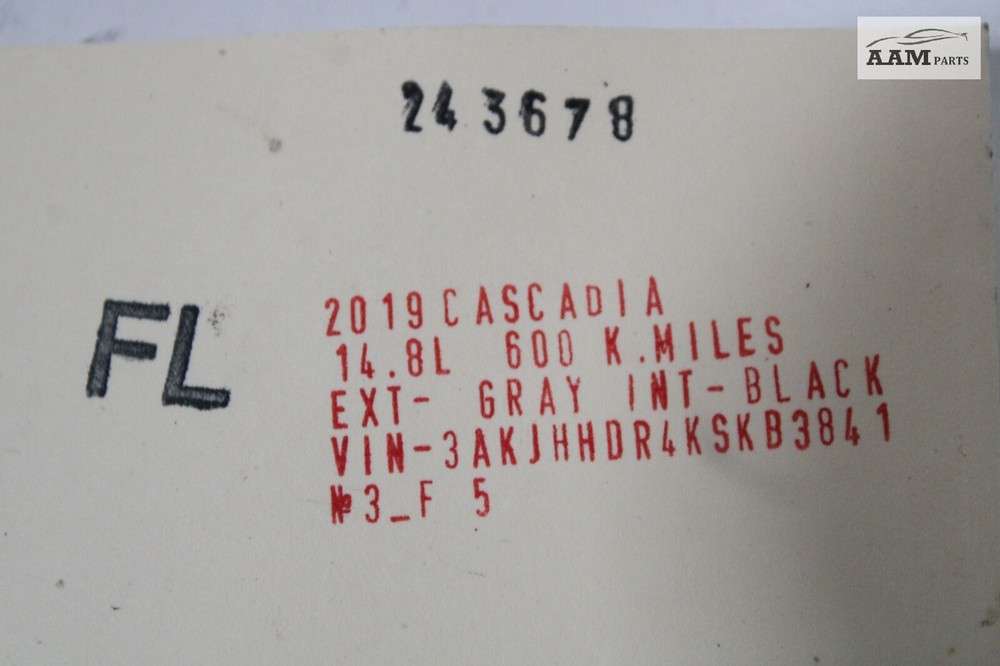 AAM PARTS
243678
FL
2019 CASCADIA
14.8L 600 K.MILES
EXT- GRAY INT-BLACK
VIN-3AKJHHDR4KSKB3841
№3_F 5